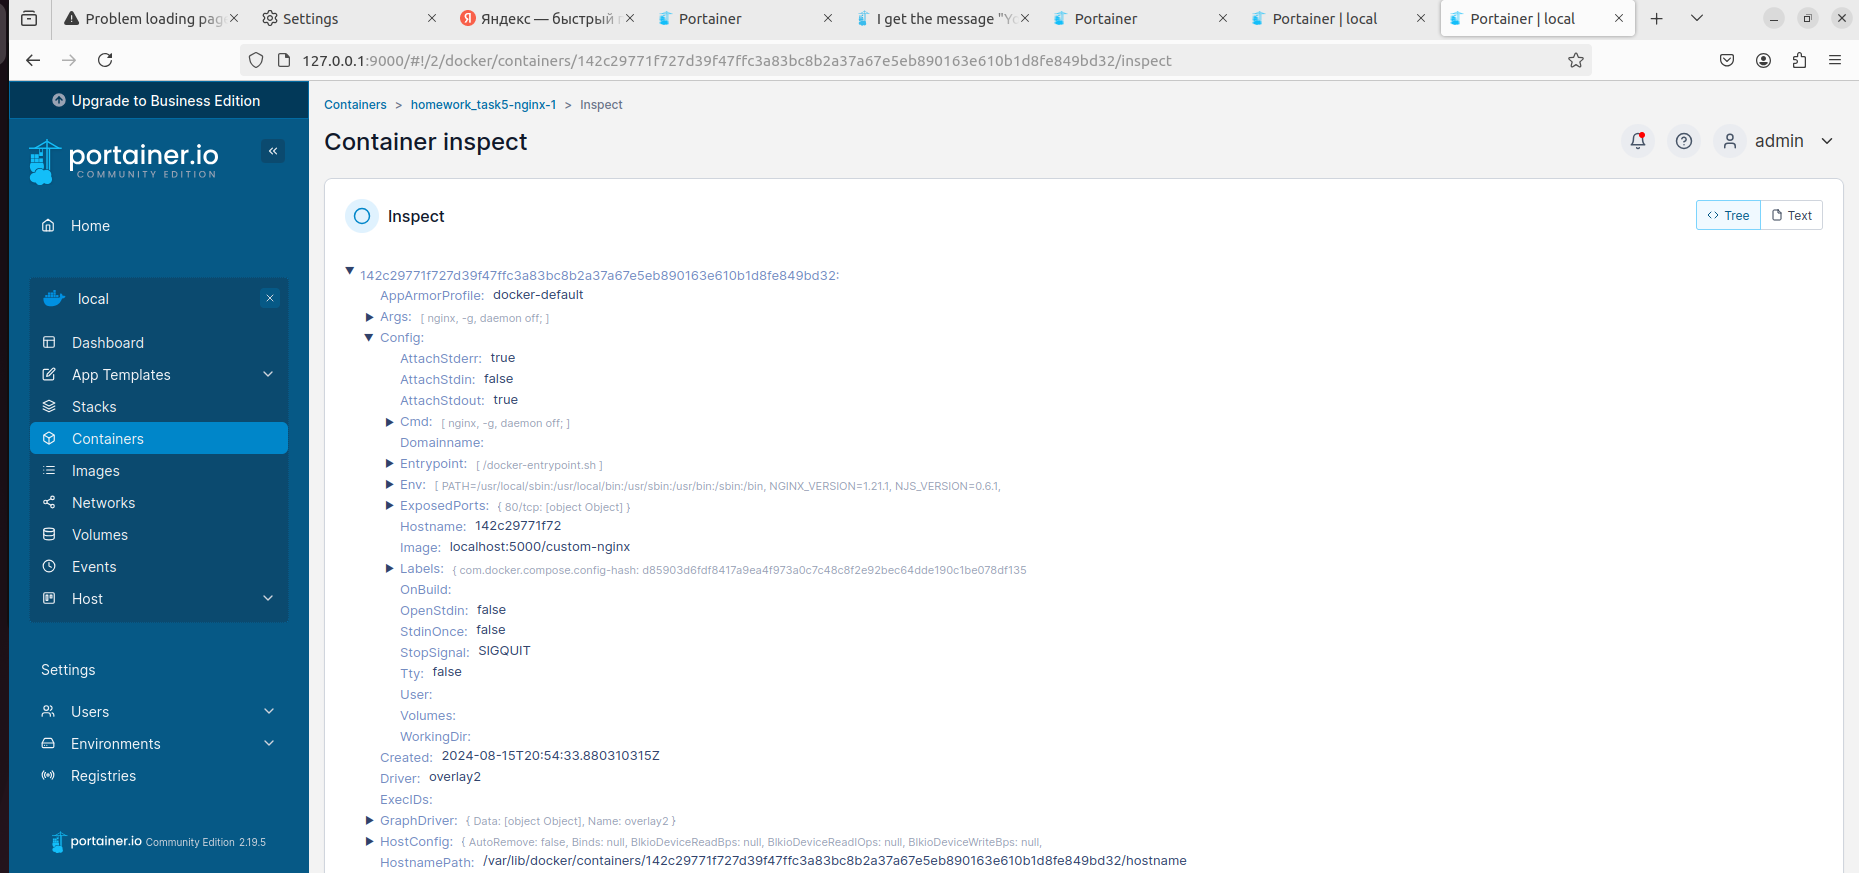 Problem loading pag
Settings
Яндекс — быстрый
Portainer
I get the message "Yo
Portainer
Portainer | local
Portainer | local
127.0.0.1:9000/#!/2/docker/containers/142c29771f727d39f47ffc3a83bc8b2a37a67e5eb890163e610b1d8fe849bd32/inspect
Upgrade to Business Edition
portainer.io
COMMUNITY EDITION
Home
local
Dashboard
App Templates
Stacks
Containers
Images
Networks
Volumes
Events
Host
Settings
Users
Environments
Registries
portainer.io Community Edition 2.19.5
Containers > homework_task5-nginx-1 > Inspect
Container inspect
admin
Inspect
Tree
Text
142c29771f727d39f47ffc3a83bc8b2a37a67e5eb890163e610b1d8fe849bd32:
AppArmorProfile: docker-default
Args: [ nginx, -g, daemon off; ]
Config:
AttachStderr: true
AttachStdin: false
AttachStdout: true
Cmd: [ nginx, -g, daemon off; ]
Domainname:
Entrypoint: [ /docker-entrypoint.sh ]
Env: [ PATH=/usr/local/sbin:/usr/local/bin:/usr/sbin:/usr/bin:/sbin:/bin, NGINX_VERSION=1.21.1, NJS_VERSION=0.6.1,
ExposedPorts: { 80/tcp: [object Object] }
Hostname: 142c29771f72
Image: localhost:5000/custom-nginx
Labels: { com.docker.compose.config-hash: d85903d6fdf8417a9ea4f973a0c7c48c8f2e92bec64dde190c1be078df135
OnBuild:
OpenStdin: false
StdinOnce: false
StopSignal: SIGQUIT
Tty: false
User:
Volumes:
WorkingDir:
Created: 2024-08-15T20:54:33.880310315Z
Driver: overlay2
ExecIDs:
GraphDriver: { Data: [object Object], Name: overlay2 }
HostConfig: { AutoRemove: false, Binds: null, BlkioDeviceReadBps: null, BlkioDeviceReadIOps: null, BlkioDeviceWriteBps: null,
HostnamePath: /var/lib/docker/containers/142c29771f727d39f47ffc3a83bc8b2a37a67e5eb890163e610b1d8fe849bd32/hostname